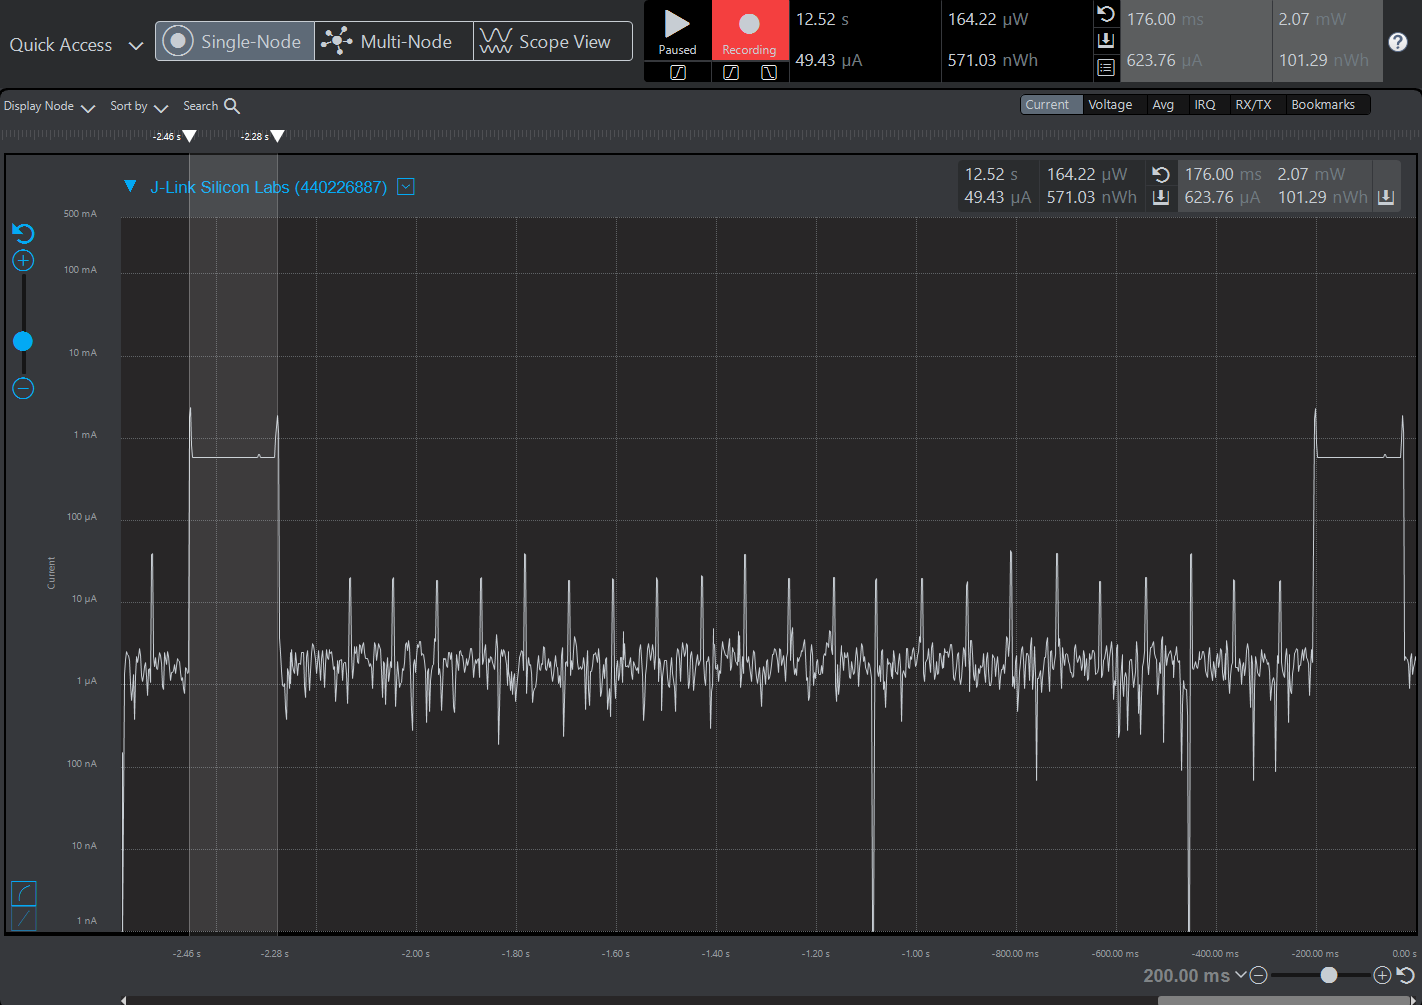 Quick Access
Single-Node
Multi-Node
Scope View
Paused
Recording
12.52 s
164.22 µW
49.43 µA
571.03 nWh
176.00 ms
2.07 mW
623.76 µA
101.29 nWh
?
Display Node
Sort by
Search
Current
Voltage
Avg
IRQ
RX/TX
Bookmarks
-2.46 s
-2.28 s
J-Link Silicon Labs (440226887)
12.52 s
164.22 µW
176.00 ms
2.07 mW
49.43 µA
571.03 nWh
623.76 µA
101.29 nWh
500 mA
100 mA
10 mA
1 mA
100 µA
10 µA
1 µA
100 nA
10 nA
1 nA
Current
-2.46 s
-2.28 s
-2.00 s
-1.80 s
-1.60 s
-1.40 s
-1.20 s
-1.00 s
-800.00 ms
-600.00 ms
-400.00 ms
-200.00 ms
0.00 s
200.00 ms